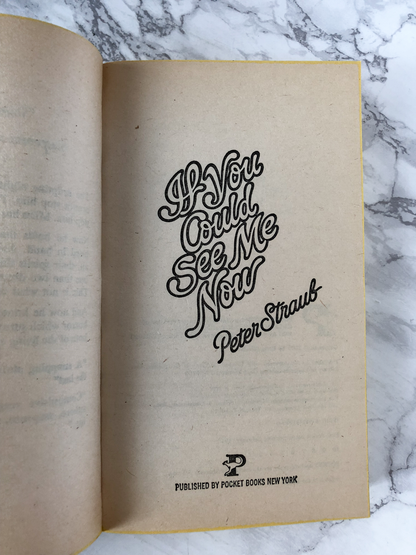 If You
Could
See Me
Now
Peter Straub
P
PUBLISHED BY POCKET BOOKS NEW YORK